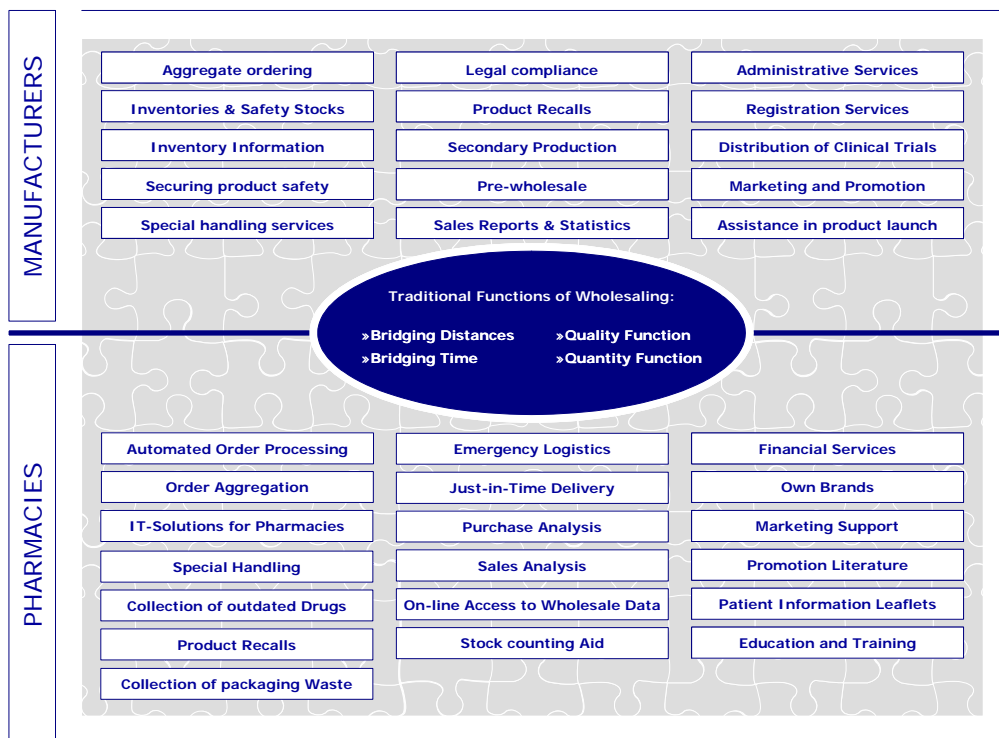 MANUFACTURERS
Aggregate ordering
Legal compliance
Administrative Services
Inventories & Safety Stocks
Product Recalls
Registration Services
Inventory Information
Secondary Production
Distribution of Clinical Trials
Securing product safety
Pre-wholesale
Marketing and Promotion
Special handling services
Sales Reports & Statistics
Assistance in product launch
Traditional Functions of Wholesaling:
»Bridging Distances
»Quality Function
»Bridging Time
»Quantity Function
PHARMACIES
Automated Order Processing
Emergency Logistics
Financial Services
Order Aggregation
Just-in-Time Delivery
Own Brands
IT-Solutions for Pharmacies
Purchase Analysis
Marketing Support
Special Handling
Sales Analysis
Promotion Literature
Collection of outdated Drugs
On-line Access to Wholesale Data
Patient Information Leaflets
Product Recalls
Stock counting Aid
Education and Training
Collection of packaging Waste